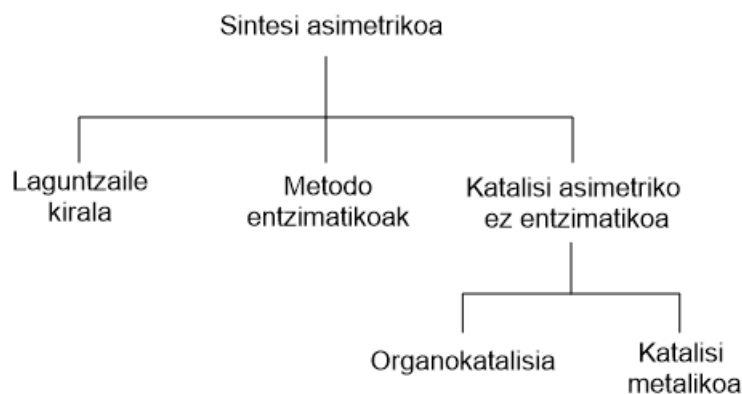 Sintesi asimetrikoa
Laguntzaile
kirala
Metodo
entzimatikoak
Katalisi asimetriko
ez entzimatikoa
Organokatalisia
Katalisi
metalikoa